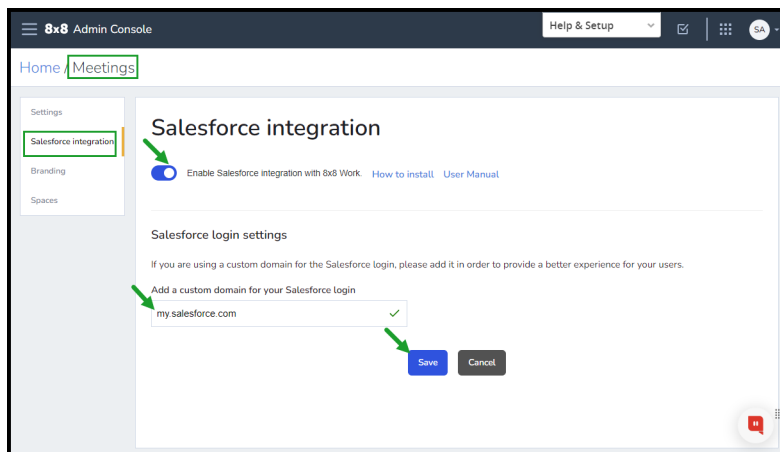 8x8 Admin Console
Help & Setup
SA
Home / Meetings
Settings
Salesforce integration
Branding
Spaces
Salesforce integration
Enable Salesforce integration with 8x8 Work. How to install User Manual
Salesforce login settings
If you are using a custom domain for the Salesforce login, please add it in order to provide a better experience for your users.
Add a custom domain for your Salesforce login
my.salesforce.com
Save Cancel